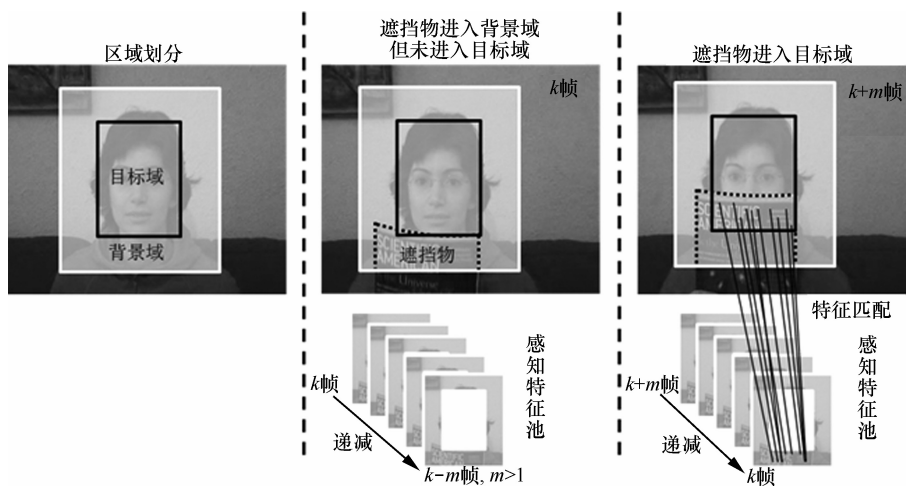 区域划分
目标域
背景域
遮挡物进入背景域
但未进入目标域
k帧
SCIENTIFIC
AMERICAN
遮挡物
k帧
递减
k−m帧, m>1
感知特征池
遮挡物进入目标域
k+m帧
特征匹配
k+m帧
递减
k帧
感知特征池